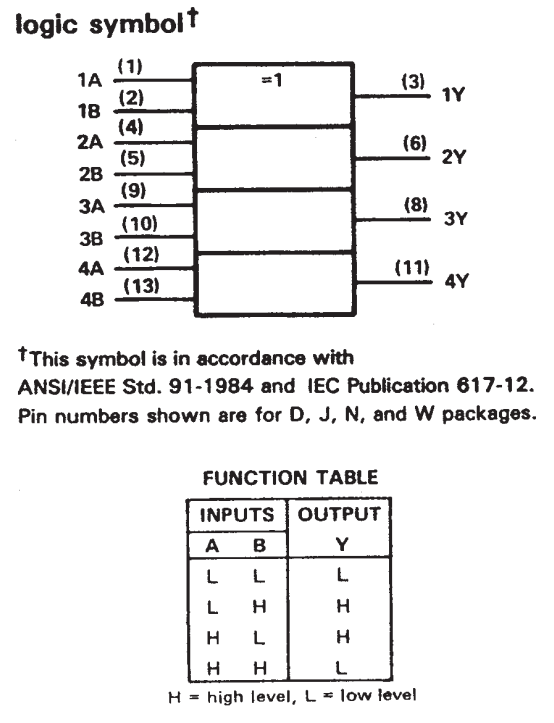 logic symbol†
1A (1) =1 (3) 1Y
1B (2)
2A (4) (6) 2Y
2B (5)
3A (9) (8) 3Y
3B (10)
4A (12) (11) 4Y
4B (13)
†This symbol is in accordance with
ANSI/IEEE Std. 91-1984 and IEC Publication 617-12.
Pin numbers shown are for D, J, N, and W packages.
FUNCTION TABLE
INPUTS OUTPUT
A B Y
L L L
L H H
H L H
H H L
H = high level, L = low level